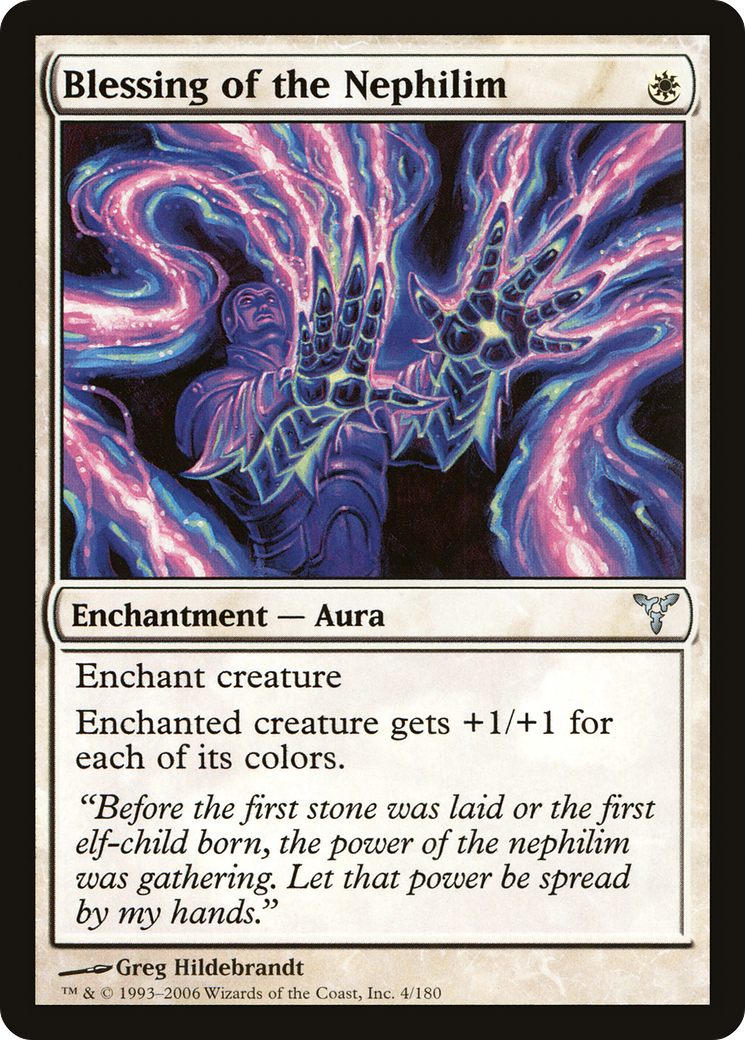 Blessing of the Nephilim
Enchantment — Aura
Enchant creature
Enchanted creature gets +1/+1 for
each of its colors.
“Before the first stone was laid or the first
elf-child born, the power of the nephilim
was gathering. Let that power be spread
by my hands.”
Greg Hildebrandt
™ & © 1993–2006 Wizards of the Coast, Inc. 4/180